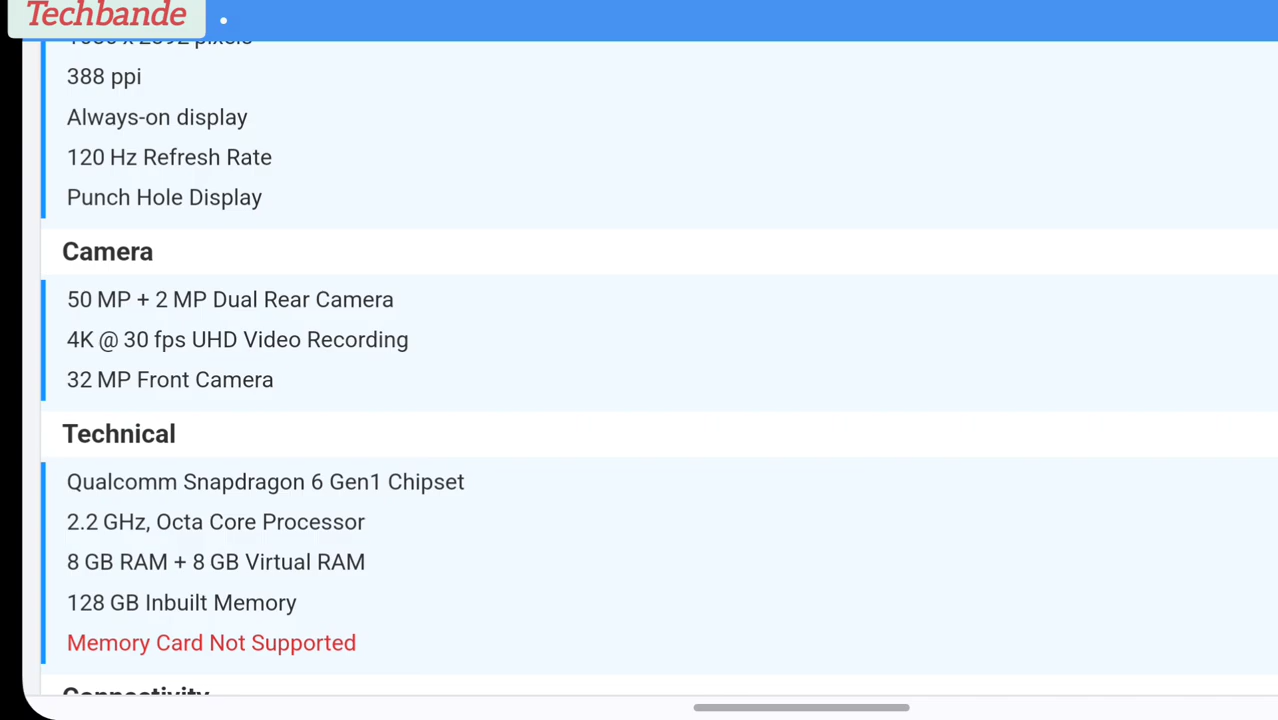 Techbande
388 ppi
Always-on display
120 Hz Refresh Rate
Punch Hole Display
Camera
50 MP + 2 MP Dual Rear Camera
4K @ 30 fps UHD Video Recording
32 MP Front Camera
Technical
Qualcomm Snapdragon 6 Gen1 Chipset
2.2 GHz, Octa Core Processor
8 GB RAM + 8 GB Virtual RAM
128 GB Inbuilt Memory
Memory Card Not Supported
Connectivity